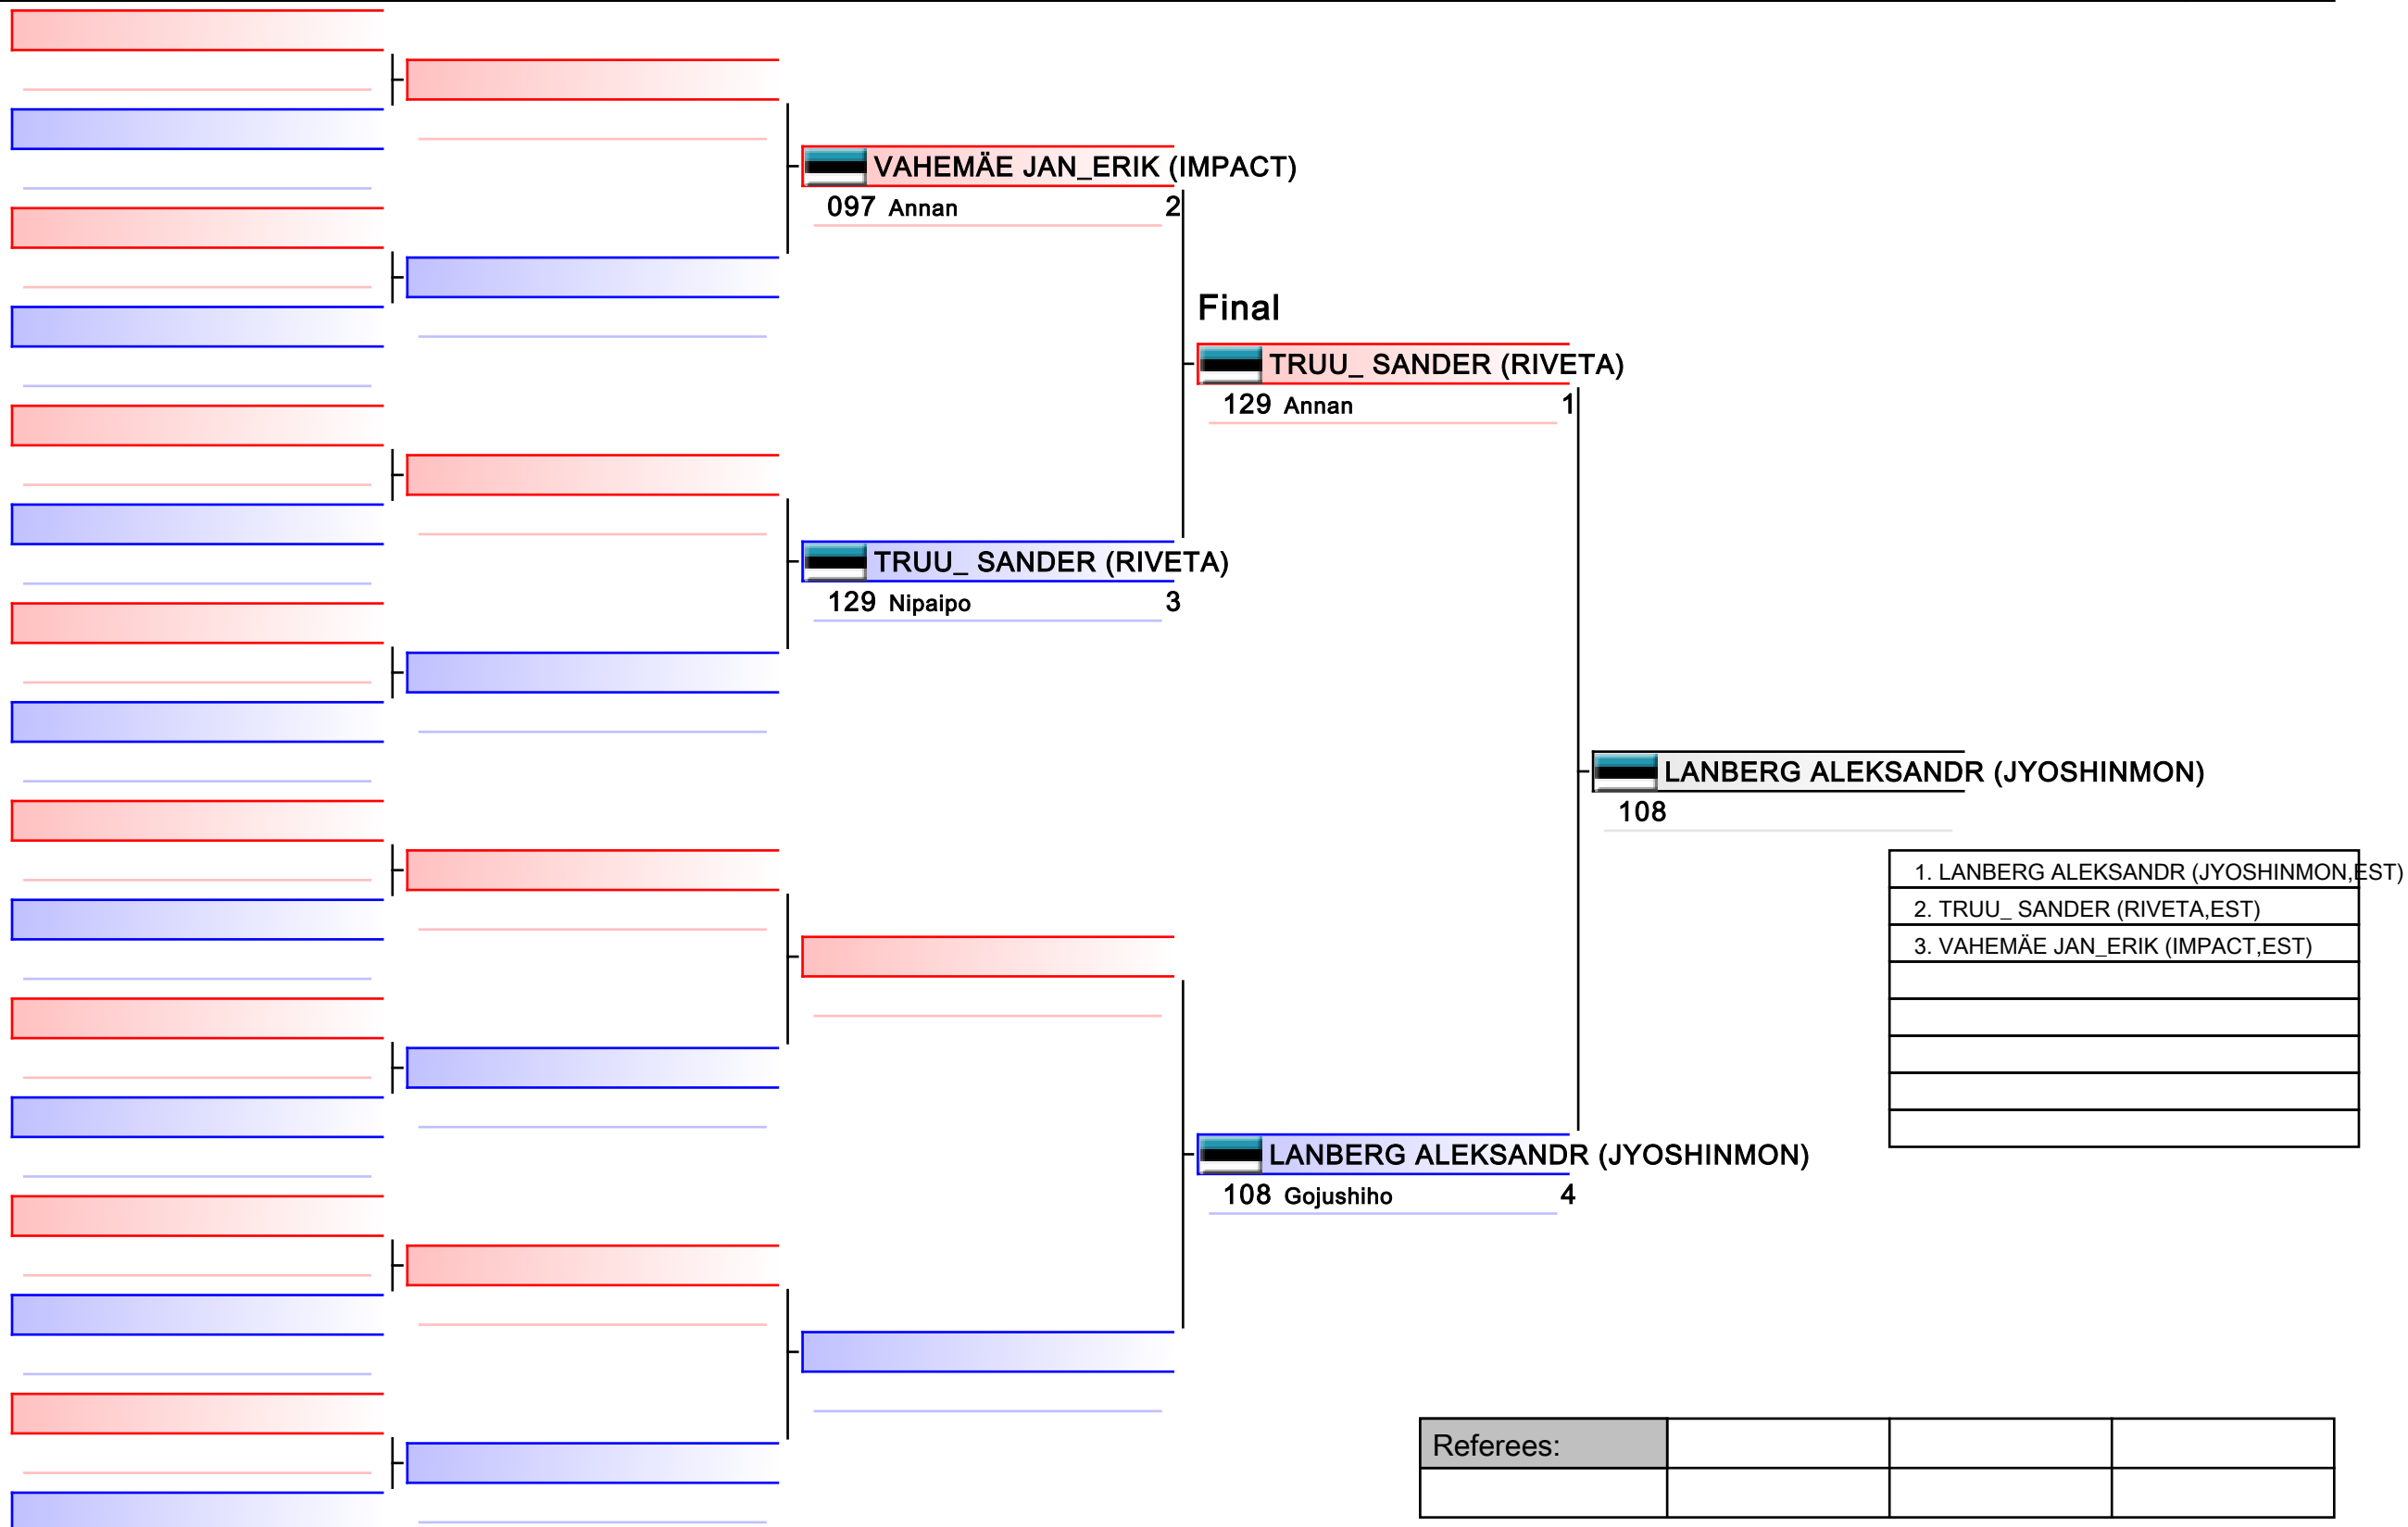 VAHEMÄE JAN_ERIK (IMPACT)
097 Annan 2
Final
TRUU_ SANDER (RIVETA)
129 Annan 1
TRUU_ SANDER (RIVETA)
129 Nipaipo 3
LANBERG ALEKSANDR (JYOSHINMON)
108
1. LANBERG ALEKSANDR (JYOSHINMON,EST)
2. TRUU_ SANDER (RIVETA,EST)
3. VAHEMÄE JAN_ERIK (IMPACT,EST)
LANBERG ALEKSANDR (JYOSHINMON)
108 Gojushiho 4
Referees: